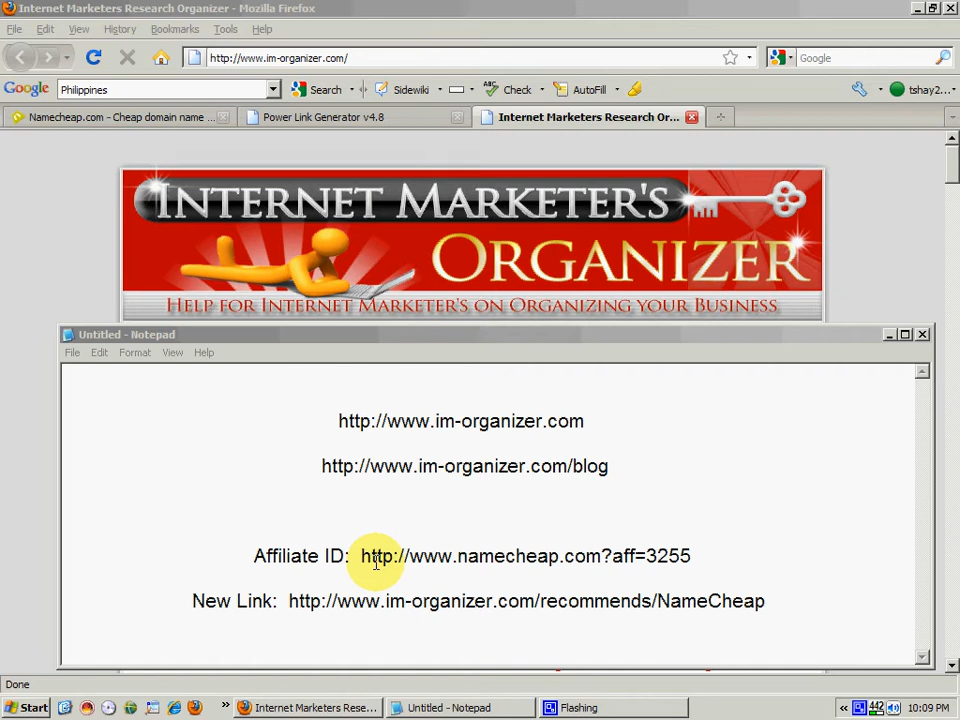 Internet Marketers Research Organizer - Mozilla Firefox
File Edit View History Bookmarks Tools Help
http://www.im-organizer.com/ Google
Google Philippines Search Sidewiki Check AutoFill tshay2...
Namecheap.com - Cheap domain name ... Power Link Generator v4.8 Internet Marketers Research Or...
INTERNET MARKETER'S
ORGANIZER
HELP FOR INTERNET MARKETER'S ON ORGANIZING YOUR BUSINESS
Untitled - Notepad
File Edit Format View Help
http://www.im-organizer.com
http://www.im-organizer.com/blog
Affiliate ID: http://www.namecheap.com?aff=3255
New Link: http://www.im-organizer.com/recommends/NameCheap
Done
Start » Internet Marketers Rese... Untitled - Notepad Flashing « 442 10:09 PM